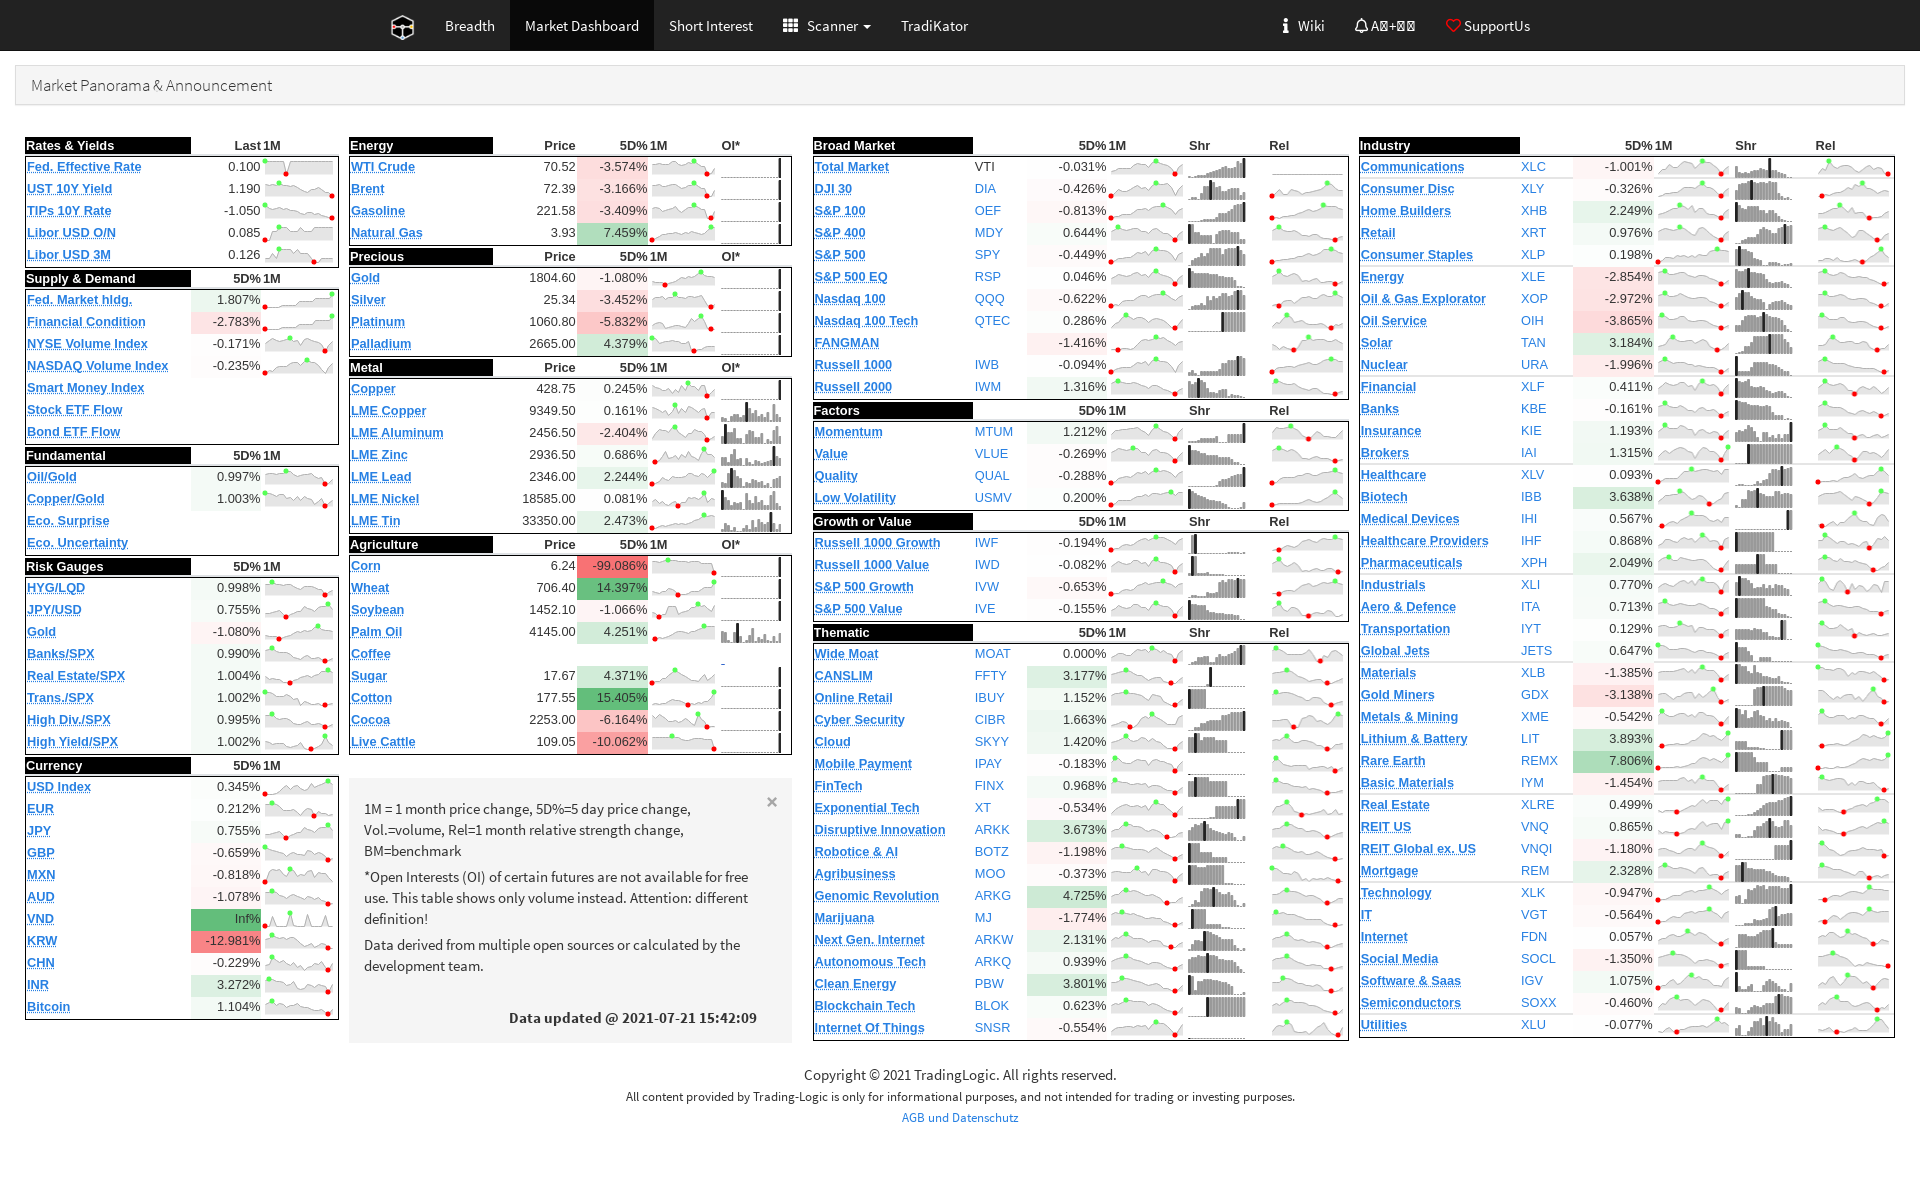 Breadth
Market Dashboard
Short Interest
Scanner
TradiKator
Wiki
SupportUs
Market Panorama & Announcement
Rates & Yields Last 1M
Fed. Effective Rate 0.100
UST 10Y Yield 1.190
TIPs 10Y Rate -1.050
Libor USD O/N 0.085
Libor USD 3M 0.126
Supply & Demand 5D% 1M
Fed. Market hldg. 1.807%
Financial Condition -2.783%
NYSE Volume Index -0.171%
NASDAQ Volume Index -0.235%
Smart Money Index
Stock ETF Flow
Bond ETF Flow
Fundamental 5D% 1M
Oil/Gold 0.997%
Copper/Gold 1.003%
Eco. Surprise
Eco. Uncertainty
Risk Gauges 5D% 1M
HYG/LQD 0.998%
JPY/USD 0.755%
Gold -1.080%
Banks/SPX 0.990%
Real Estate/SPX 1.004%
Trans./SPX 1.002%
High Div./SPX 0.995%
High Yield/SPX 1.002%
Currency 5D% 1M
USD Index 0.345%
EUR 0.212%
JPY 0.755%
GBP -0.659%
MXN -0.818%
AUD -1.078%
VND Inf%
KRW -12.981%
CHN -0.229%
INR 3.272%
Bitcoin 1.104%
Energy Price 5D% 1M OI*
WTI Crude 70.52 -3.574%
Brent 72.39 -3.166%
Gasoline 221.58 -3.409%
Natural Gas 3.93 7.459%
Precious Price 5D% 1M OI*
Gold 1804.60 -1.080%
Silver 25.34 -3.452%
Platinum 1060.80 -5.832%
Palladium 2665.00 4.379%
Metal Price 5D% 1M OI*
Copper 428.75 0.245%
LME Copper 9349.50 0.161%
LME Aluminum 2456.50 -2.404%
LME Zinc 2936.50 0.686%
LME Lead 2346.00 2.244%
LME Nickel 18585.00 0.081%
LME Tin 33350.00 2.473%
Agriculture Price 5D% 1M OI*
Corn 6.24 -99.086%
Wheat 706.40 14.397%
Soybean 1452.10 -1.066%
Palm Oil 4145.00 4.251%
Coffee -
Sugar 17.67 4.371%
Cotton 177.55 15.405%
Cocoa 2253.00 -6.164%
Live Cattle 109.05 -10.062%
×
1M = 1 month price change, 5D%=5 day price change,
Vol.=volume, Rel=1 month relative strength change,
BM=benchmark
*Open Interests (OI) of certain futures are not available for free
use. This table shows only volume instead. Attention: different
definition!
Data derived from multiple open sources or calculated by the
development team.
Data updated @ 2021-07-21 15:42:09
Broad Market 5D% 1M Shr Rel
Total Market VTI -0.031%
DJI 30 DIA -0.426%
S&P 100 OEF -0.813%
S&P 400 MDY 0.644%
S&P 500 SPY -0.449%
S&P 500 EQ RSP 0.046%
Nasdaq 100 QQQ -0.622%
Nasdaq 100 Tech QTEC 0.286%
FANGMAN -1.416%
Russell 1000 IWB -0.094%
Russell 2000 IWM 1.316%
Factors 5D% 1M Shr Rel
Momentum MTUM 1.212%
Value VLUE -0.269%
Quality QUAL -0.288%
Low Volatility USMV 0.200%
Growth or Value 5D% 1M Shr Rel
Russell 1000 Growth IWF -0.194%
Russell 1000 Value IWD -0.082%
S&P 500 Growth IVW -0.653%
S&P 500 Value IVE -0.155%
Thematic 5D% 1M Shr Rel
Wide Moat MOAT 0.000%
CANSLIM FFTY 3.177%
Online Retail IBUY 1.152%
Cyber Security CIBR 1.663%
Cloud SKYY 1.420%
Mobile Payment IPAY -0.183%
FinTech FINX 0.968%
Exponential Tech XT -0.534%
Disruptive Innovation ARKK 3.673%
Robotice & AI BOTZ -1.198%
Agribusiness MOO -0.373%
Genomic Revolution ARKG 4.725%
Marijuana MJ -1.774%
Next Gen. Internet ARKW 2.131%
Autonomous Tech ARKQ 0.939%
Clean Energy PBW 3.801%
Blockchain Tech BLOK 0.623%
Internet Of Things SNSR -0.554%
Industry 5D% 1M Shr Rel
Communications XLC -1.001%
Consumer Disc XLY -0.326%
Home Builders XHB 2.249%
Retail XRT 0.976%
Consumer Staples XLP 0.198%
Energy XLE -2.854%
Oil & Gas Explorator XOP -2.972%
Oil Service OIH -3.865%
Solar TAN 3.184%
Nuclear URA -1.996%
Financial XLF 0.411%
Banks KBE -0.161%
Insurance KIE 1.193%
Brokers IAI 1.315%
Healthcare XLV 0.093%
Biotech IBB 3.638%
Medical Devices IHI 0.567%
Healthcare Providers IHF 0.868%
Pharmaceuticals XPH 2.049%
Industrials XLI 0.770%
Aero & Defence ITA 0.713%
Transportation IYT 0.129%
Global Jets JETS 0.647%
Materials XLB -1.385%
Gold Miners GDX -3.138%
Metals & Mining XME -0.542%
Lithium & Battery LIT 3.893%
Rare Earth REMX 7.806%
Basic Materials IYM -1.454%
Real Estate XLRE 0.499%
REIT US VNQ 0.865%
REIT Global ex. US VNQI -1.180%
Mortgage REM 2.328%
Technology XLK -0.947%
IT VGT -0.564%
Internet FDN 0.057%
Social Media SOCL -1.350%
Software & Saas IGV 1.075%
Semiconductors SOXX -0.460%
Utilities XLU -0.077%
Copyright © 2021 TradingLogic. All rights reserved.
All content provided by Trading-Logic is only for informational purposes, and not intended for trading or investing purposes.
AGB und Datenschutz